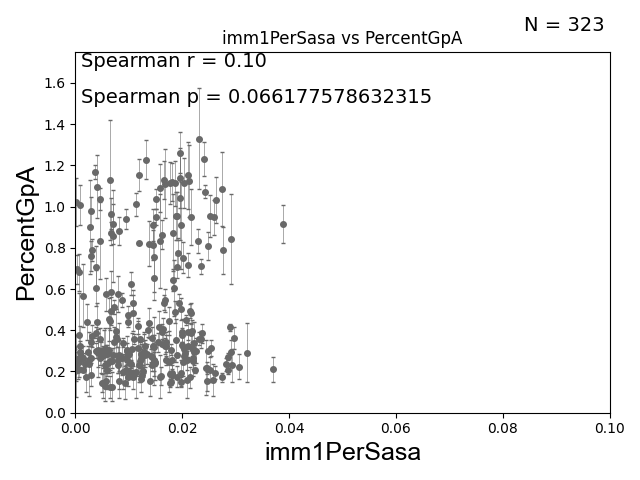 N = 323
imm1PerSasa vs PercentGpA
Spearman r = 0.10
Spearman p = 0.066177578632315
PercentGpA
1.6
1.4
1.2
1.0
0.8
0.6
0.4
0.2
0.0
0.00 0.02 0.04 0.06 0.08 0.10
imm1PerSasa